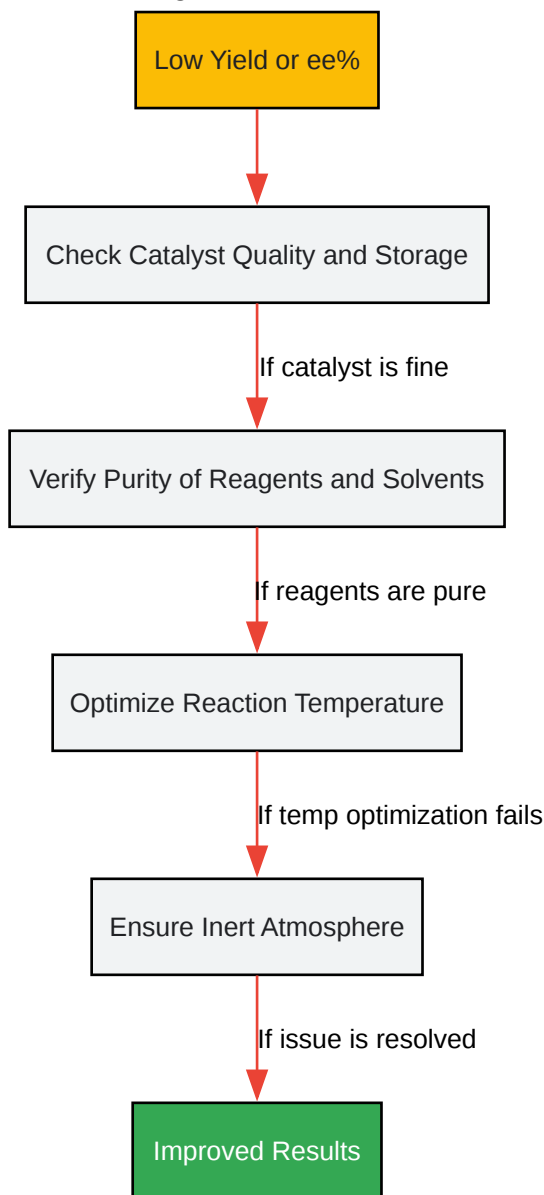 Low Yield or ee%
Check Catalyst Quality and Storage
If catalyst is fine
Verify Purity of Reagents and Solvents
If reagents are pure
Optimize Reaction Temperature
If temp optimization fails
Ensure Inert Atmosphere
If issue is resolved
Improved Results